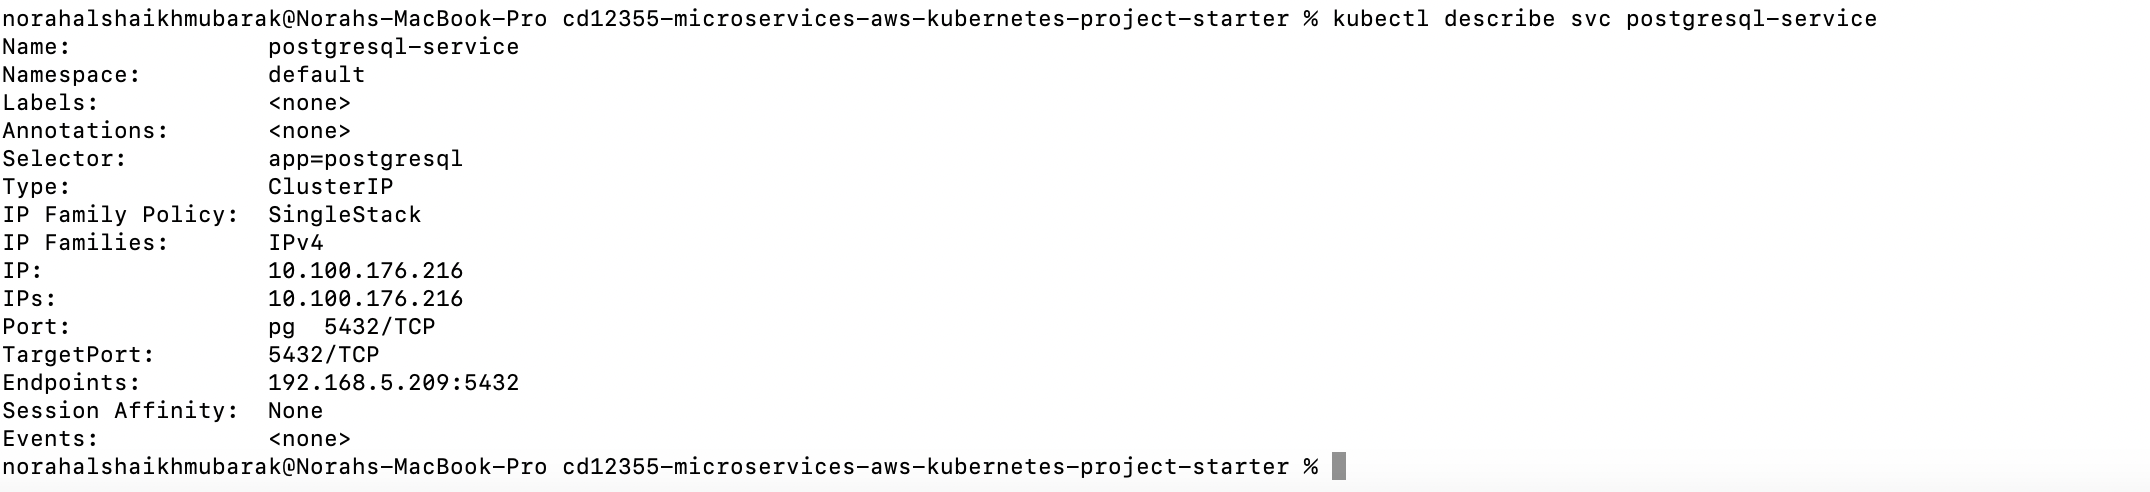 norahalshaikhmubarak@Norahs-MacBook-Pro cd12355-microservices-aws-kubernetes-project-starter % kubectl describe svc postgresql-service
Name:              postgresql-service
Namespace:         default
Labels:            <none>
Annotations:       <none>
Selector:          app=postgresql
Type:              ClusterIP
IP Family Policy:  SingleStack
IP Families:       IPv4
IP:                10.100.176.216
IPs:               10.100.176.216
Port:              pg  5432/TCP
TargetPort:        5432/TCP
Endpoints:         192.168.5.209:5432
Session Affinity:  None
Events:            <none>
norahalshaikhmubarak@Norahs-MacBook-Pro cd12355-microservices-aws-kubernetes-project-starter %